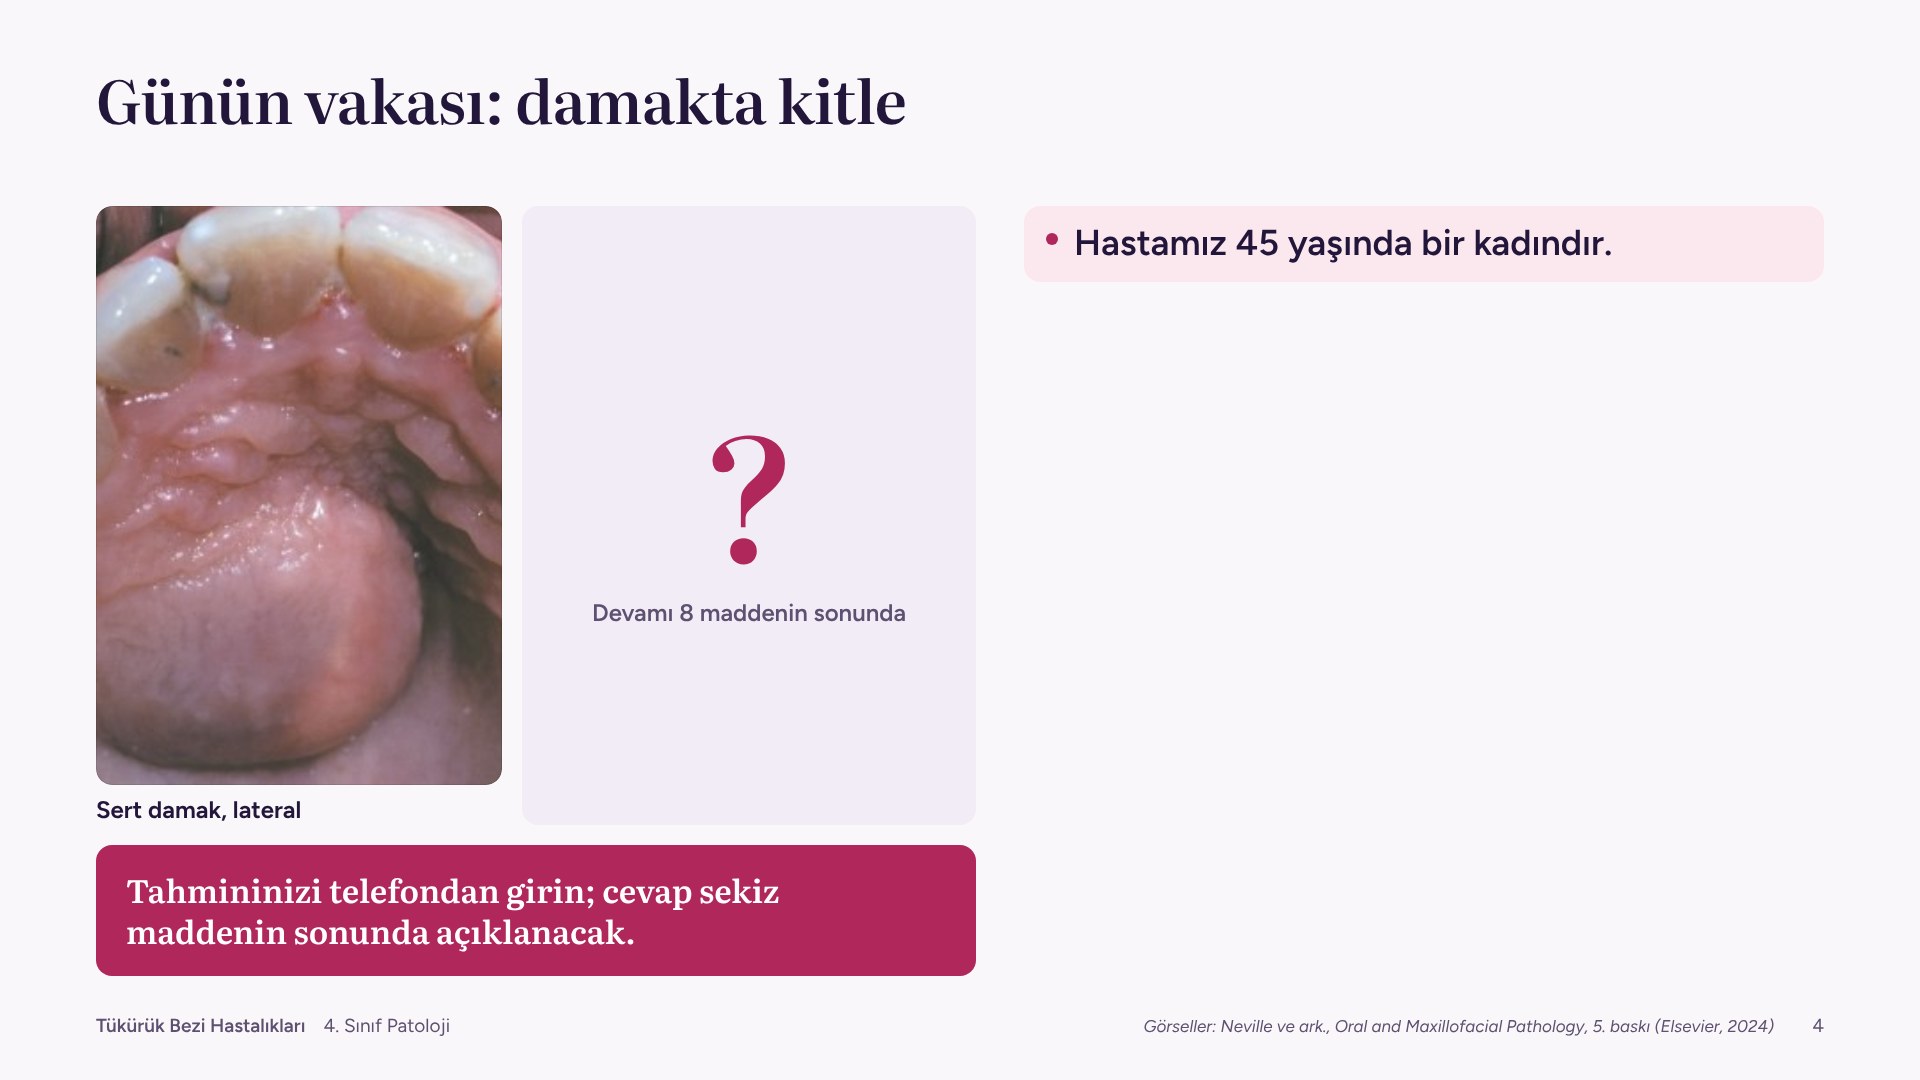 Günün vakası: damakta kitle
?
Devamı 8 maddenin sonunda
Sert damak, lateral
Tahmininizi telefondan girin; cevap sekiz
maddenin sonunda açıklanacak.
• Hastamız 45 yaşında bir kadındır.
Tükürük Bezi Hastalıkları 4. Sınıf Patoloji
Görseller: Neville ve ark., Oral and Maxillofacial Pathology, 5. baskı (Elsevier, 2024) 4